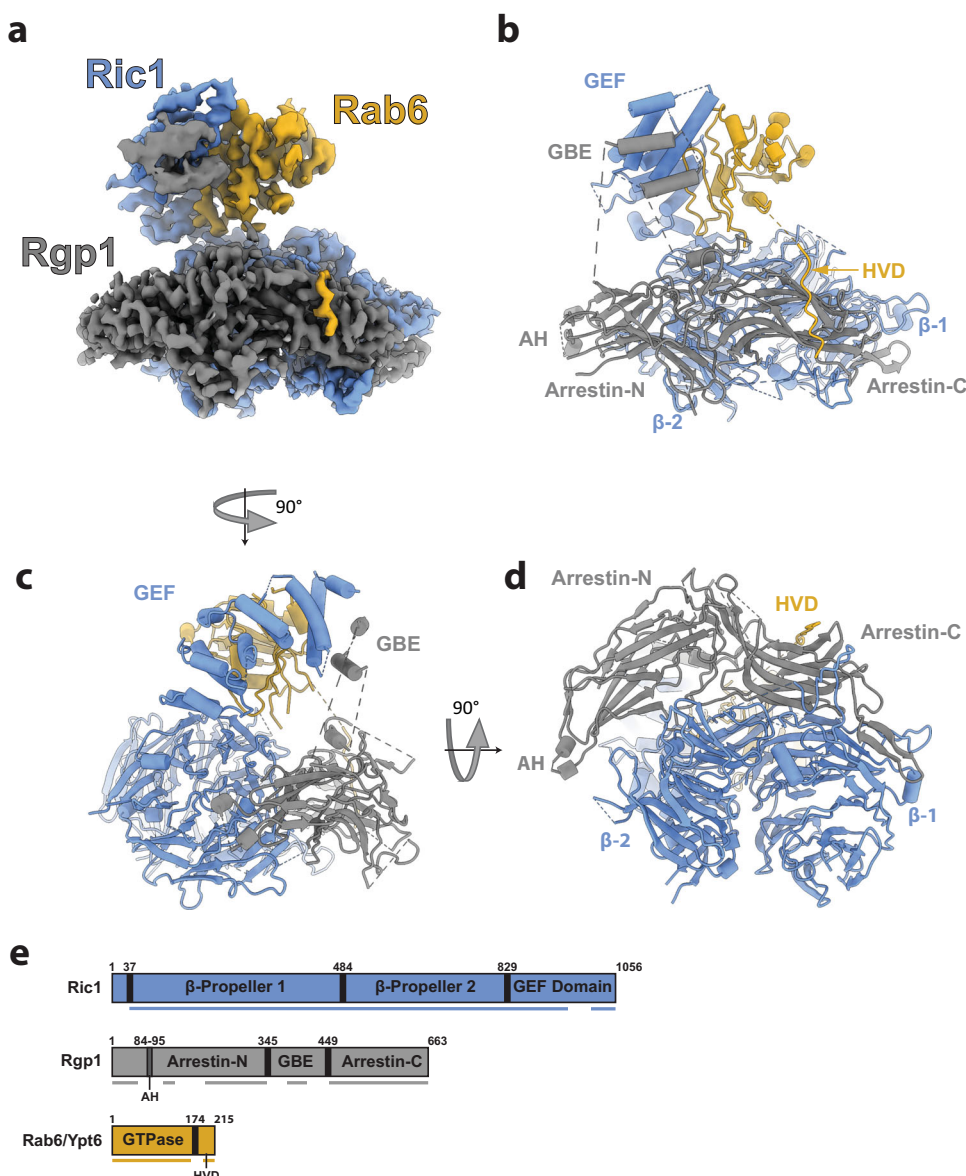 a
Ric1
Rab6
Rgp1
b
GEF
GBE
HVD
β-1
AH
Arrestin-N
Arrestin-C
β-2
90°
c
GEF
GBE
90°
d
Arrestin-N
HVD
Arrestin-C
AH
β-2
β-1
e
1 37 484 829 1056
Ric1 β-Propeller 1 β-Propeller 2 GEF Domain
1 84-95 345 449 663
Rgp1 Arrestin-N GBE Arrestin-C
AH
1 174 215
Rab6/Ypt6 GTPase
HVD